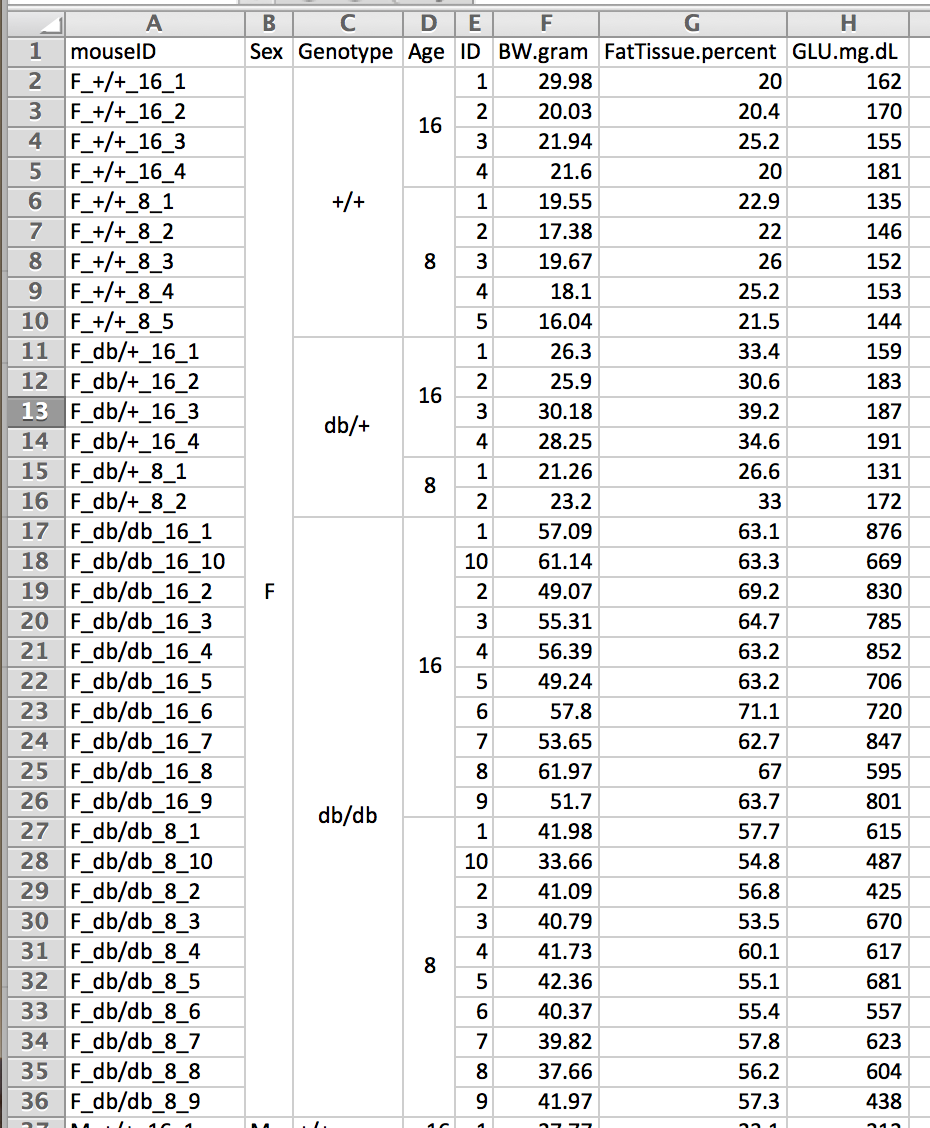 A B C D E F G H
1 mouseID Sex Genotype Age ID BW.gram FatTissue.percent GLU.mg.dL
2 F_+/+_16_1 1 29.98 20 162
3 F_+/+_16_2 16 2 20.03 20.4 170
4 F_+/+_16_3 3 21.94 25.2 155
5 F_+/+_16_4 4 21.6 20 181
6 F_+/+_8_1 +/+ 1 19.55 22.9 135
7 F_+/+_8_2 2 17.38 22 146
8 F_+/+_8_3 8 3 19.67 26 152
9 F_+/+_8_4 4 18.1 25.2 153
10 F_+/+_8_5 5 16.04 21.5 144
11 F_db/+_16_1 1 26.3 33.4 159
12 F_db/+_16_2 16 2 25.9 30.6 183
13 F_db/+_16_3 db/+ 3 30.18 39.2 187
14 F_db/+_16_4 4 28.25 34.6 191
15 F_db/+_8_1 8 1 21.26 26.6 131
16 F_db/+_8_2 2 23.2 33 172
17 F_db/db_16_1 1 57.09 63.1 876
18 F_db/db_16_10 10 61.14 63.3 669
19 F_db/db_16_2 F 2 49.07 69.2 830
20 F_db/db_16_3 3 55.31 64.7 785
21 F_db/db_16_4 16 4 56.39 63.2 852
22 F_db/db_16_5 5 49.24 63.2 706
23 F_db/db_16_6 6 57.8 71.1 720
24 F_db/db_16_7 7 53.65 62.7 847
25 F_db/db_16_8 8 61.97 67 595
26 F_db/db_16_9 db/db 9 51.7 63.7 801
27 F_db/db_8_1 1 41.98 57.7 615
28 F_db/db_8_10 10 33.66 54.8 487
29 F_db/db_8_2 2 41.09 56.8 425
30 F_db/db_8_3 3 40.79 53.5 670
31 F_db/db_8_4 8 4 41.73 60.1 617
32 F_db/db_8_5 5 42.36 55.1 681
33 F_db/db_8_6 6 40.37 55.4 557
34 F_db/db_8_7 7 39.82 57.8 623
35 F_db/db_8_8 8 37.66 56.2 604
36 F_db/db_8_9 9 41.97 57.3 438